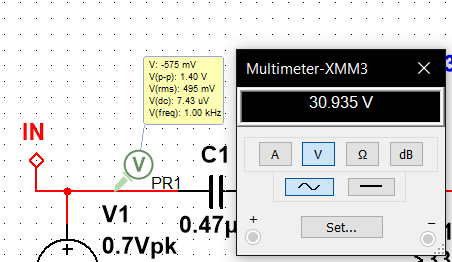 V: -575 mV
V(p-p): 1.40 V
V(rms): 495 mV
V(dc): 7.43 uV
V(freq): 1.00 kHz
Multimeter-XMM3
30.935 V
A
V
Ω
dB
+
Set...
−
IN
V
PR1
C1
0.47µ
V1
0.7Vpk
+